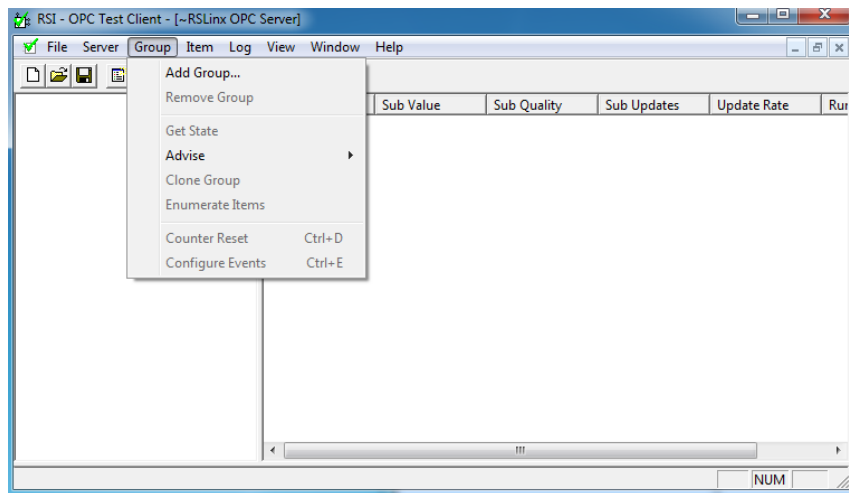 RSI - OPC Test Client - [~RSLinx OPC Server]
File Server Group Item Log View Window Help
Add Group...
Remove Group
Get State
Advise
Clone Group
Enumerate Items
Counter Reset Ctrl+D
Configure Events Ctrl+E
Sub Value Sub Quality Sub Updates Update Rate Rur
NUM